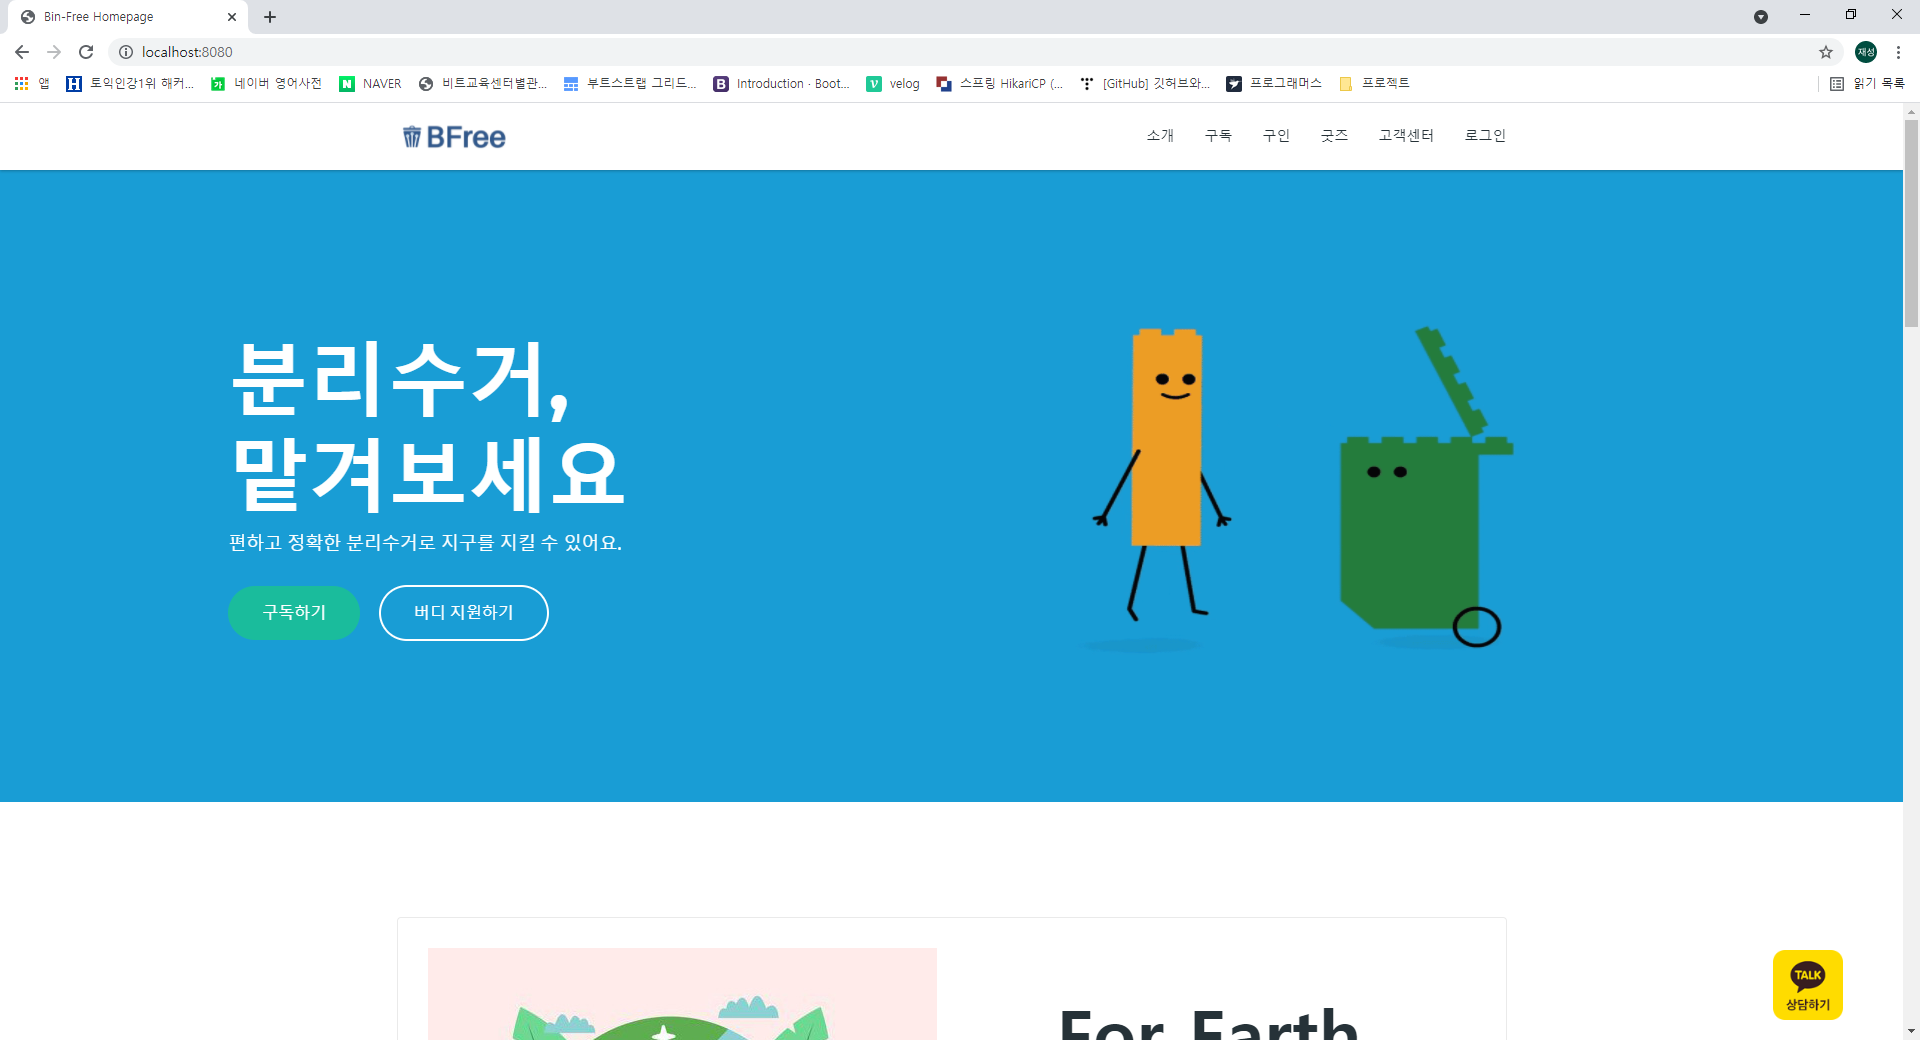 Bin-Free Homepage
localhost:8080
재성
앱
토익인강1위 해커...
네이버 영어사전
NAVER
비트교육센터별관...
부트스트랩 그리드...
Introduction · Boot...
velog
스프링 HikariCP (...
[GitHub] 깃허브와...
프로그래머스
프로젝트
읽기 목록
BFree
소개
구독
구인
굿즈
고객센터
로그인
분리수거,
맡겨보세요
편하고 정확한 분리수거로 지구를 지킬 수 있어요.
구독하기
버디 지원하기
For Earth
TALK
상담하기